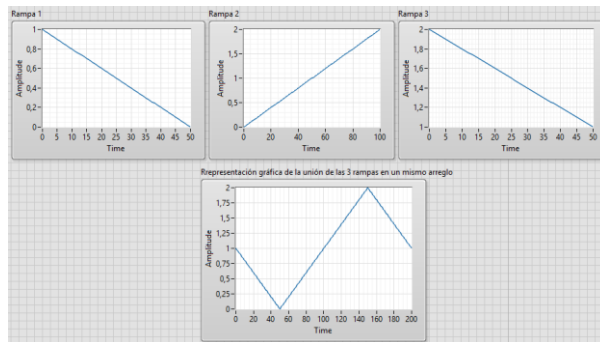 Rampa 1
Amplitude
1-
0,8-
0,6-
0,4-
0,2-
0-
0 5 10 15 20 25 30 35 40 45 50
Time
Rampa 2
Amplitude
2-
1,5-
1-
0,5-
0-
0 20 40 60 80 100
Time
Rampa 3
Amplitude
2-
1,8-
1,6-
1,4-
1,2-
1-
0 5 10 15 20 25 30 35 40 45 50
Time
Rrepresentación gráfica de la unión de las 3 rampas en un mismo arreglo
Amplitude
2-
1,75-
1,5-
1,25-
1-
0,75-
0,5-
0,25-
0-
0 20 40 60 80 100 120 140 160 180 200
Time